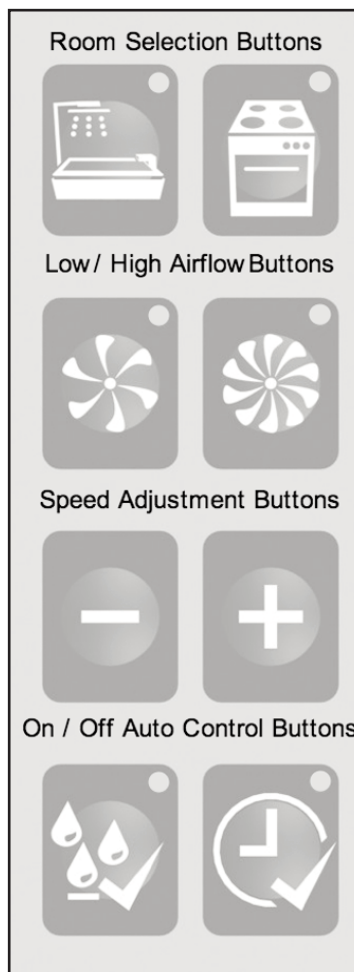 Room Selection Buttons
Low / High Airflow Buttons
Speed Adjustment Buttons
On / Off Auto Control Buttons